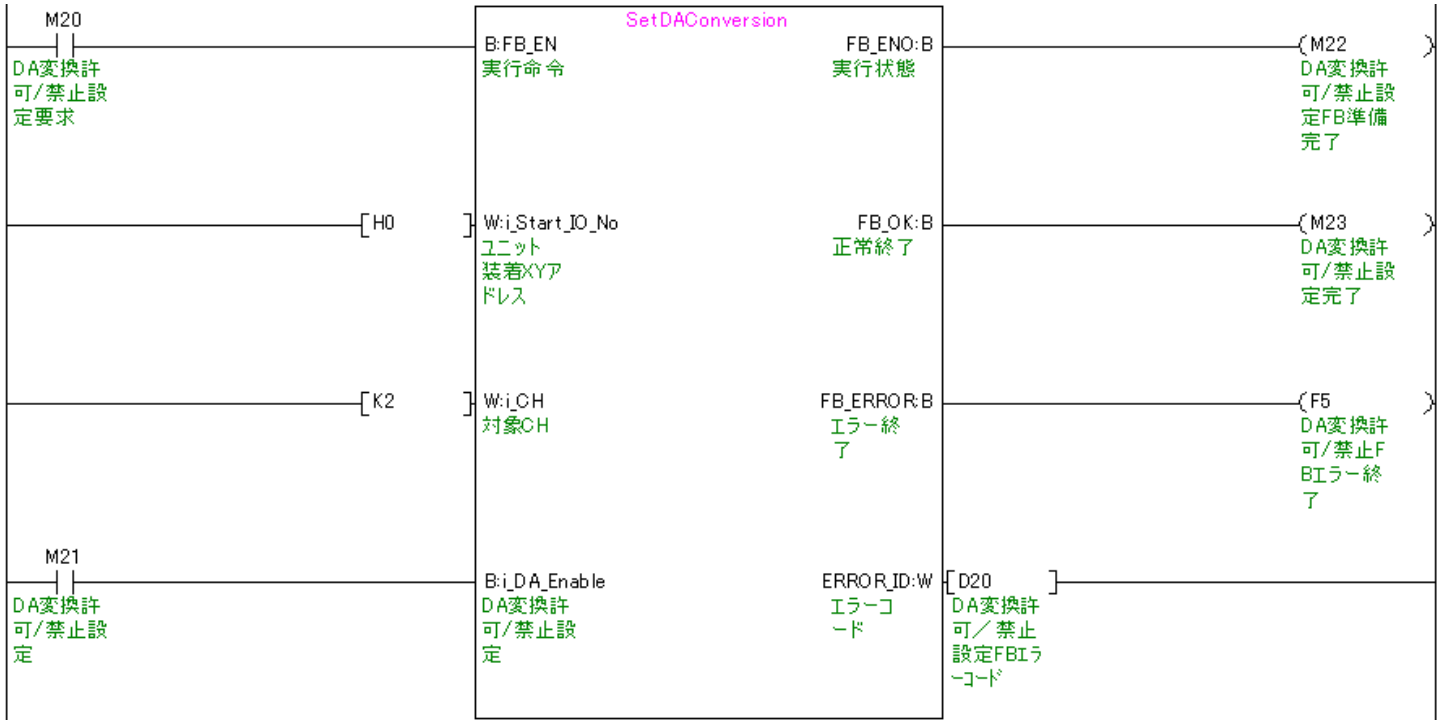 SetDAConversion
M20
B:FB_EN
FB_ENO:B
M22
DA変換許
可/禁止設
定要求
実行命令
実行状態
DA変換許
可/禁止設
定FB準備
完了
H0
W:i_Start_IO_No
FB_OK:B
M23
ユニット
装着XYア
ドレス
正常終了
DA変換許
可/禁止設
定完了
K2
W:i_CH
FB_ERROR:B
F5
対象CH
エラー終
了
DA変換許
可/禁止F
Bエラー終
了
M21
B:i_DA_Enable
ERROR_ID:W
D20
DA変換許
可/禁止設
定
DA変換許
可/禁止設
定
エラーコ
ード
DA変換許
可／禁止
設定FBエラ
ーコード